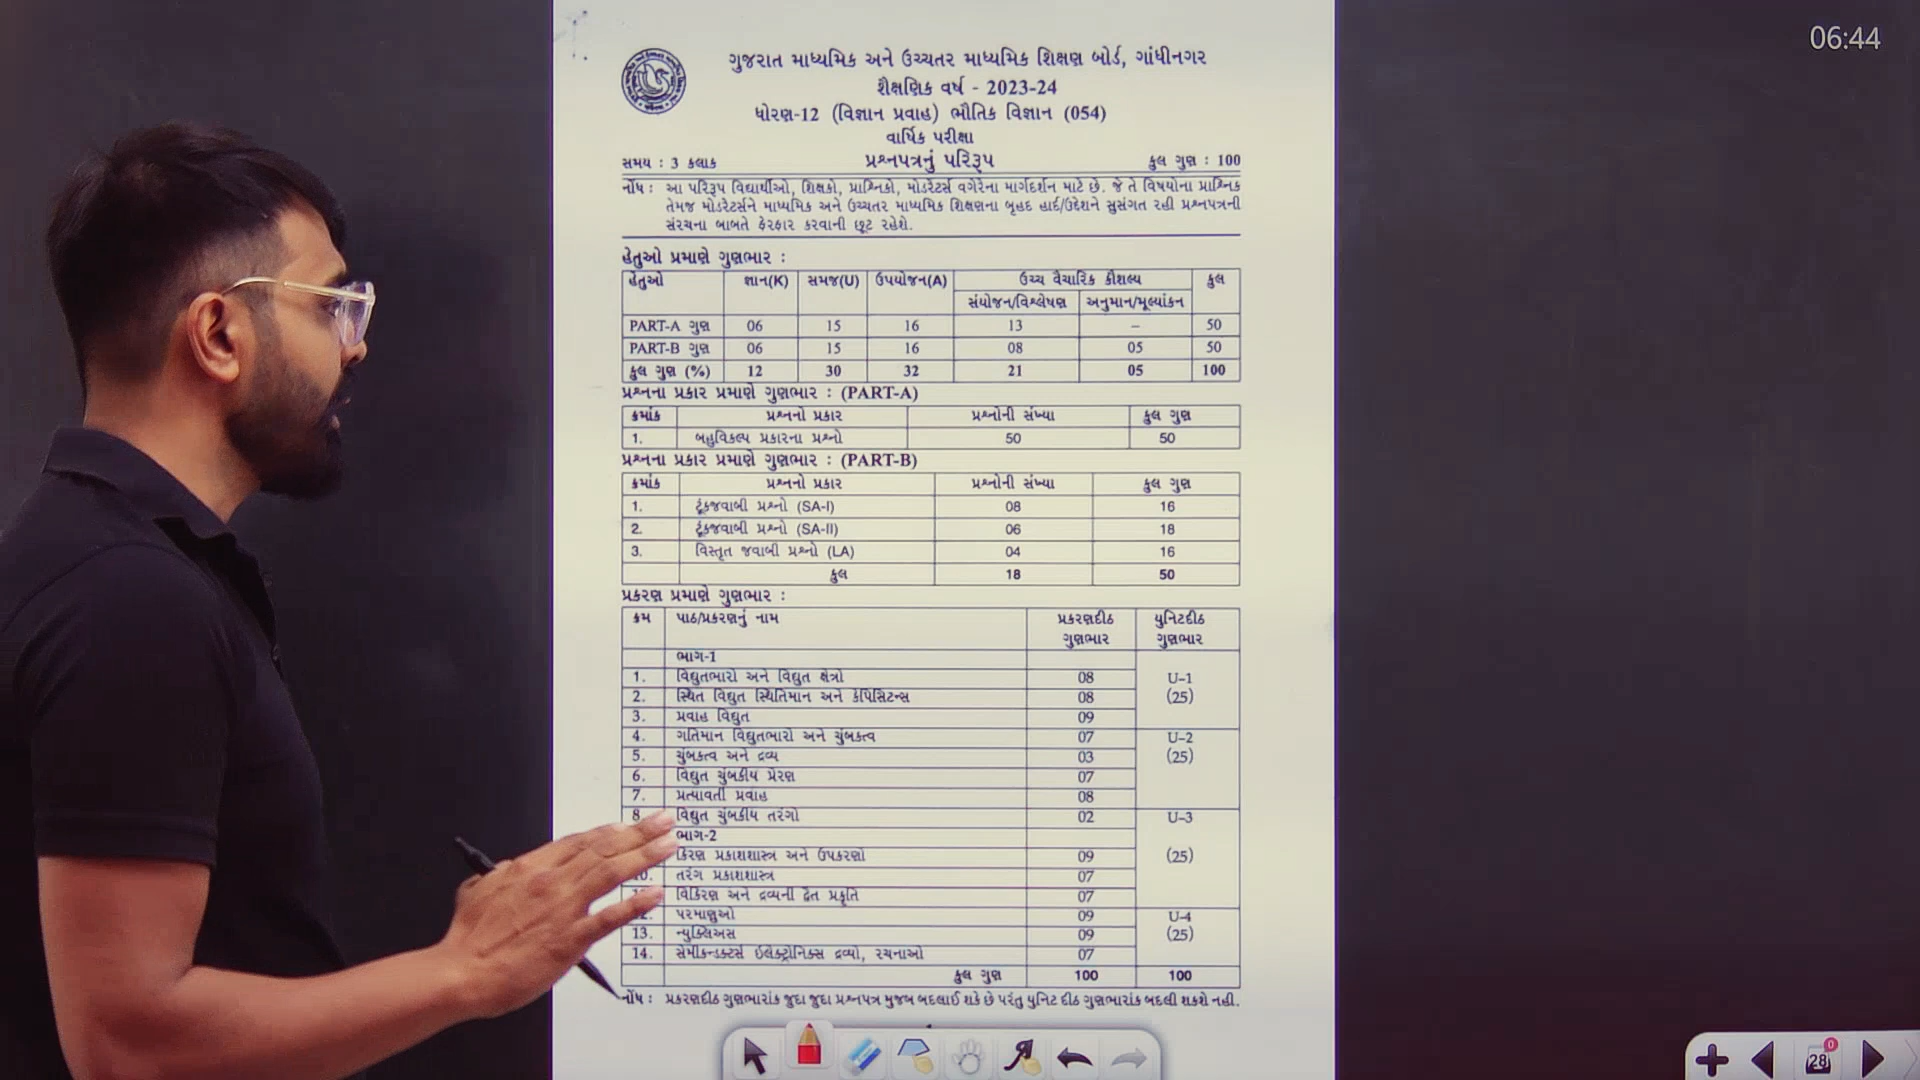 06:44
ગુજરાત માધ્યમિક અને ઉચ્ચતર માધ્યમિક શિક્ષણ બોર્ડ, ગાંધીનગર
શૈક્ષણિક વર્ષ - 2023-24
ધોરણ-12 (વિજ્ઞાન પ્રવાહ) ભૌતિક વિજ્ઞાન (054)
વાર્ષિક પરીક્ષા
સમય : 3 કલાક પ્રશ્નપત્રનું પરિરૂપ કુલ ગુણ : 100
નોંધ : આ પરિરૂપ વિદ્યાર્થીઓ, શિક્ષકો, પ્રાશ્નિકો, મોડરેટર્સ વગેરેના માર્ગદર્શન માટે છે. જે તે વિષયોના પ્રાશ્નિક
તેમજ મોડરેટર્સને માધ્યમિક અને ઉચ્ચતર માધ્યમિક શિક્ષણના બૃહદ હાર્દ/ઉદ્દેશને સુસંગત રહી પ્રશ્નપત્રની
સંરચના બાબતે ફેરફાર કરવાની છૂટ રહેશે.
હેતુઓ પ્રમાણે ગુણભાર :
હેતુઓ જ્ઞાન(K) સમજ(U) ઉપયોજન(A) ઉચ્ચ વૈચારિક કૌશલ્ય કુલ
સંયોજન/વિશ્લેષણ અનુમાન/મૂલ્યાંકન
PART-A ગુણ 06 15 16 13 – 50
PART-B ગુણ 06 15 16 08 05 50
કુલ ગુણ (%) 12 30 32 21 05 100
પ્રશ્નના પ્રકાર પ્રમાણે ગુણભાર : (PART-A)
ક્રમાંક પ્રશ્નનો પ્રકાર પ્રશ્નોની સંખ્યા કુલ ગુણ
1. બહુવિકલ્પ પ્રકારના પ્રશ્નો 50 50
પ્રશ્નના પ્રકાર પ્રમાણે ગુણભાર : (PART-B)
ક્રમાંક પ્રશ્નનો પ્રકાર પ્રશ્નોની સંખ્યા કુલ ગુણ
1. ટૂંકજવાબી પ્રશ્નો (SA-I) 08 16
2. ટૂંકજવાબી પ્રશ્નો (SA-II) 06 18
3. વિસ્તૃત જવાબી પ્રશ્નો (LA) 04 16
કુલ 18 50
પ્રકરણ પ્રમાણે ગુણભાર :
ક્રમ પાઠ/પ્રકરણનું નામ પ્રકરણદીઠ યુનિટદીઠ
ગુણભાર ગુણભાર
ભાગ-1
1. વિદ્યુતભારો અને વિદ્યુત ક્ષેત્રો 08 U-1
2. સ્થિત વિદ્યુત સ્થિતિમાન અને કેપેસિટન્સ 08 (25)
3. પ્રવાહ વિદ્યુત 09
4. ગતિમાન વિદ્યુતભારો અને ચુંબકત્વ 07 U-2
5. ચુંબકત્વ અને દ્રવ્ય 03 (25)
6. વિદ્યુત ચુંબકીય પ્રેરણ 07
7. પ્રત્યાવર્તી પ્રવાહ 08
8 વિદ્યુત ચુંબકીય તરંગો 02 U-3
ભાગ-2
કિરણ પ્રકાશશાસ્ત્ર અને ઉપકરણો 09 (25)
10. તરંગ પ્રકાશશાસ્ત્ર 07
વિકિરણ અને દ્રવ્યની દ્વૈત પ્રકૃતિ 07
12. પરમાણુઓ 09 U-4
13. ન્યુક્લિઅસ 09 (25)
14. સેમીકન્ડક્ટર્સ ઈલેક્ટ્રોનિક્સ દ્રવ્યો, રચનાઓ 07
કુલ ગુણ 100 100
નોંધ : પ્રકરણદીઠ ગુણભારાંક જુદા જુદા પ્રશ્નપત્ર મુજબ બદલાઈ શકે છે પરંતુ યુનિટ દીઠ ગુણભારાંક બદલી શકશે નહી.
28
0